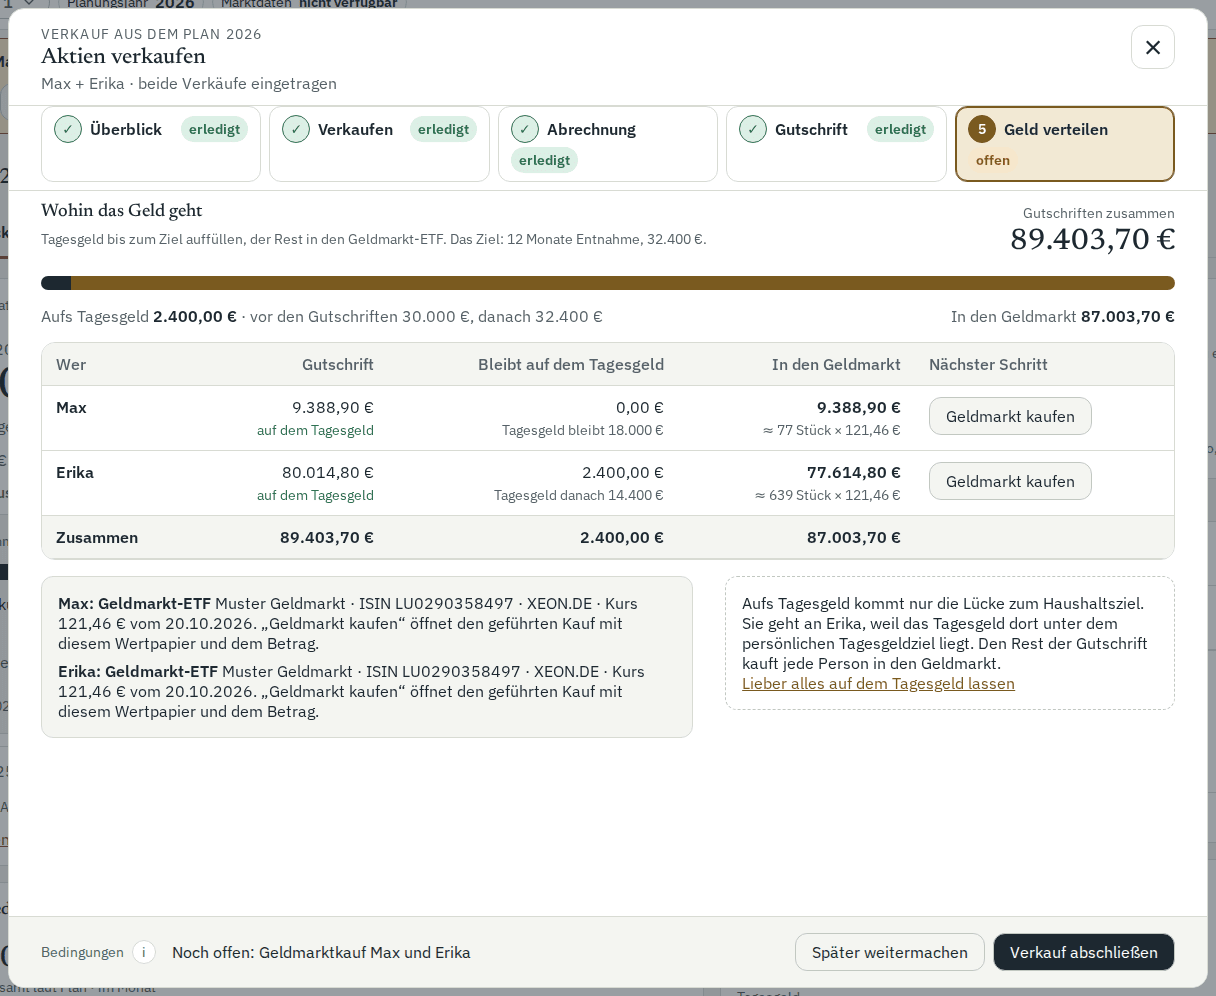 Planungsjahr 2026
Marktdaten nicht verfügbar
VERKAUF AUS DEM PLAN 2026
Aktien verkaufen
Max + Erika · beide Verkäufe eingetragen
✓ Überblick erledigt
✓ Verkaufen erledigt
✓ Abrechnung erledigt
✓ Gutschrift erledigt
5 Geld verteilen offen
Wohin das Geld geht
Tagesgeld bis zum Ziel auffüllen, der Rest in den Geldmarkt-ETF. Das Ziel: 12 Monate Entnahme, 32.400 €.
Gutschriften zusammen
89.403,70 €
Aufs Tagesgeld 2.400,00 € · vor den Gutschriften 30.000 €, danach 32.400 €
In den Geldmarkt 87.003,70 €
Wer Gutschrift Bleibt auf dem Tagesgeld In den Geldmarkt Nächster Schritt
Max 9.388,90 € 0,00 € 9.388,90 € Geldmarkt kaufen
auf dem Tagesgeld Tagesgeld bleibt 18.000 € ≈ 77 Stück × 121,46 €
Erika 80.014,80 € 2.400,00 € 77.614,80 € Geldmarkt kaufen
auf dem Tagesgeld Tagesgeld danach 14.400 € ≈ 639 Stück × 121,46 €
Zusammen 89.403,70 € 2.400,00 € 87.003,70 €
Max: Geldmarkt-ETF Muster Geldmarkt · ISIN LU0290358497 · XEON.DE · Kurs
121,46 € vom 20.10.2026. „Geldmarkt kaufen“ öffnet den geführten Kauf mit
diesem Wertpapier und dem Betrag.
Erika: Geldmarkt-ETF Muster Geldmarkt · ISIN LU0290358497 · XEON.DE · Kurs
121,46 € vom 20.10.2026. „Geldmarkt kaufen“ öffnet den geführten Kauf mit
diesem Wertpapier und dem Betrag.
Aufs Tagesgeld kommt nur die Lücke zum Haushaltsziel.
Sie geht an Erika, weil das Tagesgeld dort unter dem
persönlichen Tagesgeldziel liegt. Den Rest der Gutschrift
kauft jede Person in den Geldmarkt.
Lieber alles auf dem Tagesgeld lassen
Bedingungen i Noch offen: Geldmarktkauf Max und Erika
Später weitermachen
Verkauf abschließen